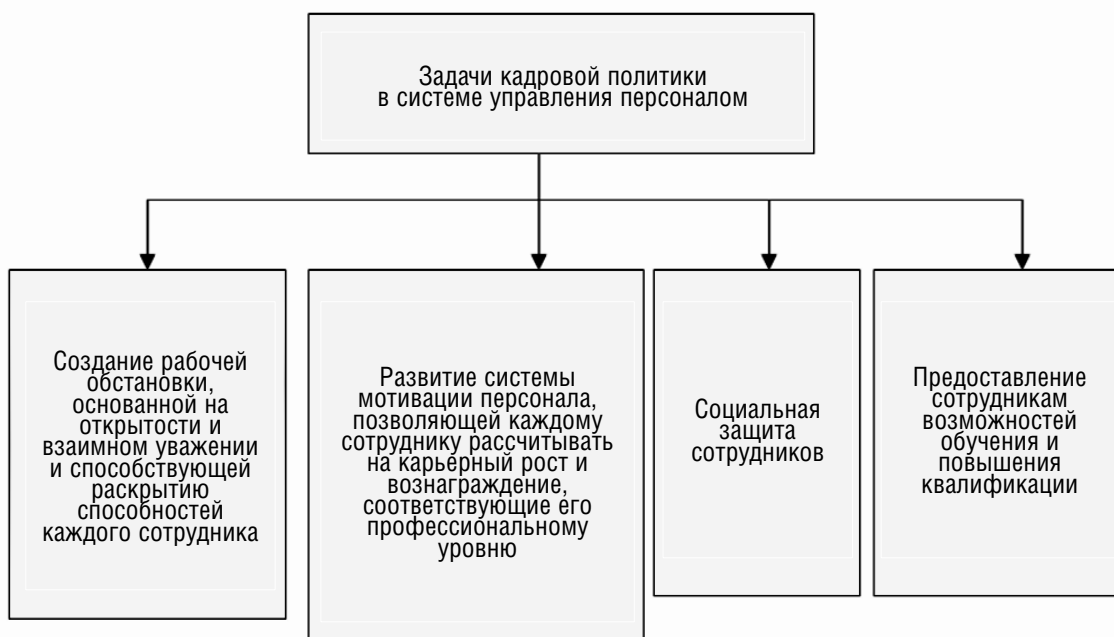 Задачи кадровой политики
в системе управления персоналом
Создание рабочей
обстановки,
основанной на
открытости и
взаимном уважении
и способствующей
раскрытию
способностей
каждого сотрудника
Развитие системы
мотивации персонала,
позволяющей каждому
сотруднику рассчитывать
на карьерный рост и
вознаграждение,
соответствующие его
профессиональному
уровню
Социальная
защита
сотрудников
Предоставление
сотрудникам
возможностей
обучения и
повышения
квалификации